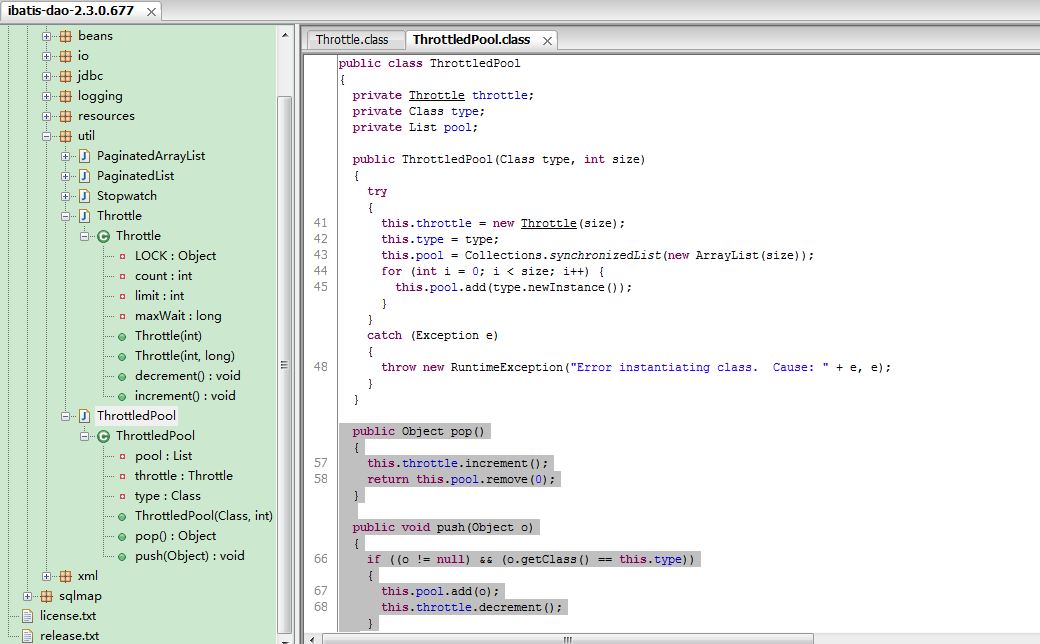 ibatis-dao-2.3.0.677
beans
io
jdbc
logging
resources
util
PaginatedArrayList
PaginatedList
Stopwatch
Throttle
Throttle
LOCK : Object
count : int
limit : int
maxWait : long
Throttle(int)
Throttle(int, long)
decrement() : void
increment() : void
ThrottledPool
ThrottledPool
pool : List
throttle : Throttle
type : Class
ThrottledPool(Class, int)
pop() : Object
push(Object) : void
xml
sqlmap
license.txt
release.txt
Throttle.class ThrottledPool.class
public class ThrottledPool
{
private Throttle throttle;
private Class type;
private List pool;
public ThrottledPool(Class type, int size)
{
try
{
41 this.throttle = new Throttle(size);
42 this.type = type;
43 this.pool = Collections.synchronizedList(new ArrayList(size));
44 for (int i = 0; i < size; i++) {
45 this.pool.add(type.newInstance());
}
}
catch (Exception e)
{
48 throw new RuntimeException("Error instantiating class.  Cause: " + e, e);
}
}
public Object pop()
{
57 this.throttle.increment();
58 return this.pool.remove(0);
}
public void push(Object o)
{
66 if ((o != null) && (o.getClass() == this.type))
{
67 this.pool.add(o);
68 this.throttle.decrement();
}